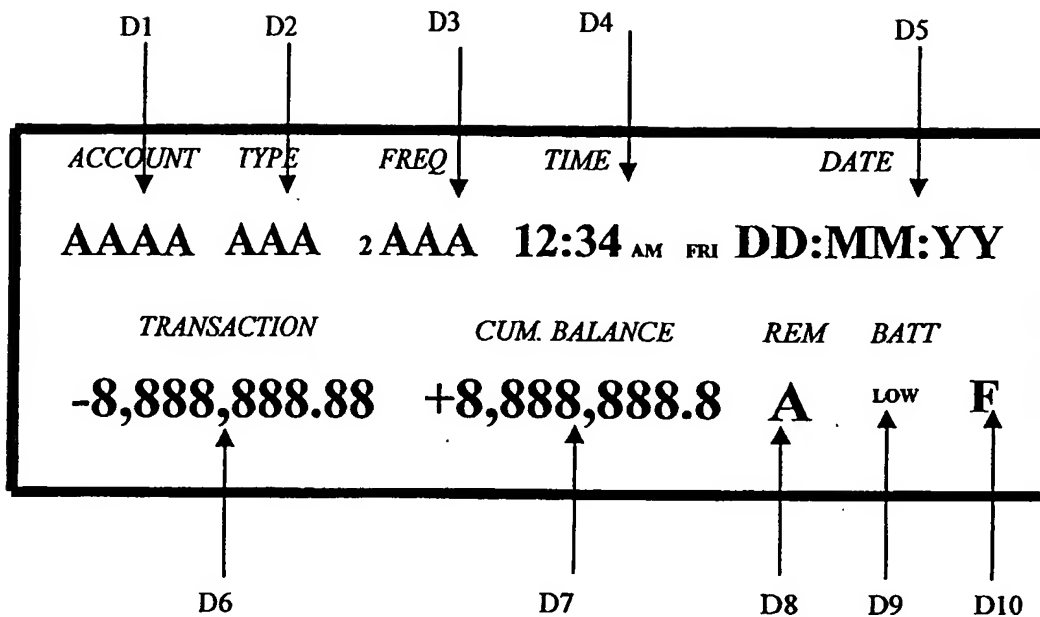 D1 D2 D3 D4 D5
ACCOUNT TYPE FREQ TIME DATE
AAAA AAA 2 AAA 12:34 AM FRI DD:MM:YY
TRANSACTION CUM. BALANCE REM BATT
-8,888,888.88 +8,888,888.8 A LOW F
D6 D7 D8 D9 D10